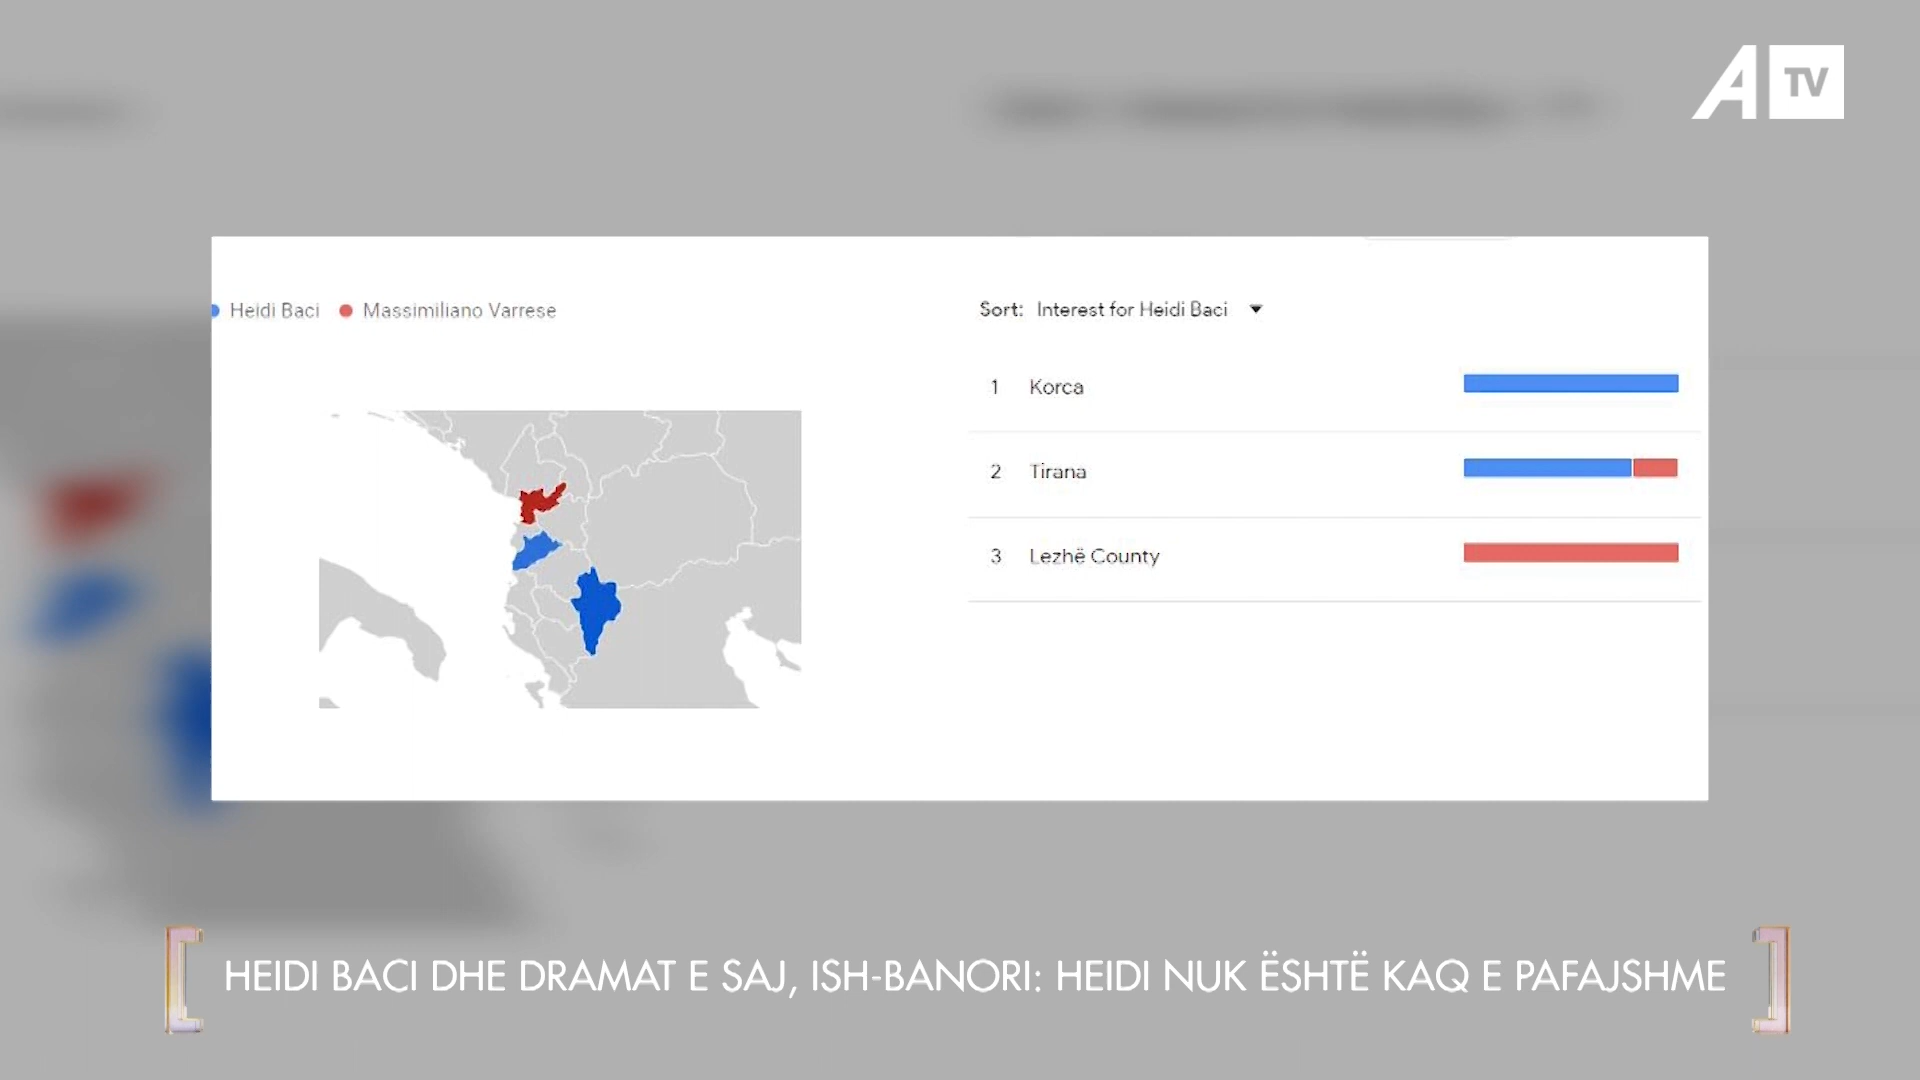 A TV
Heidi Baci
Massimiliano Varrese
Sort: Interest for Heidi Baci
1 Korca
2 Tirana
3 Lezhë County
HEIDI BACI DHE DRAMAT E SAJ, ISH-BANORI: HEIDI NUK ËSHTË KAQ E PAFAJSHME